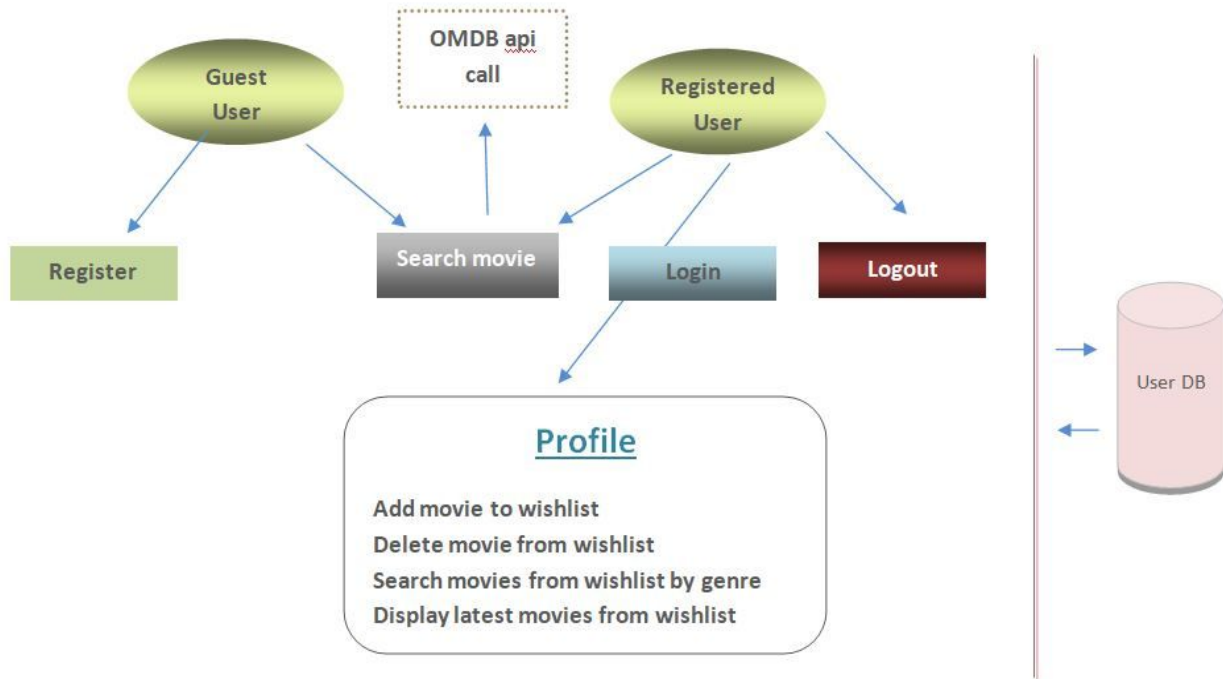 OMDB api
call
Guest
User
Registered
User
Register
Search movie
Login
Logout
User DB
Profile
Add movie to wishlist
Delete movie from wishlist
Search movies from wishlist by genre
Display latest movies from wishlist